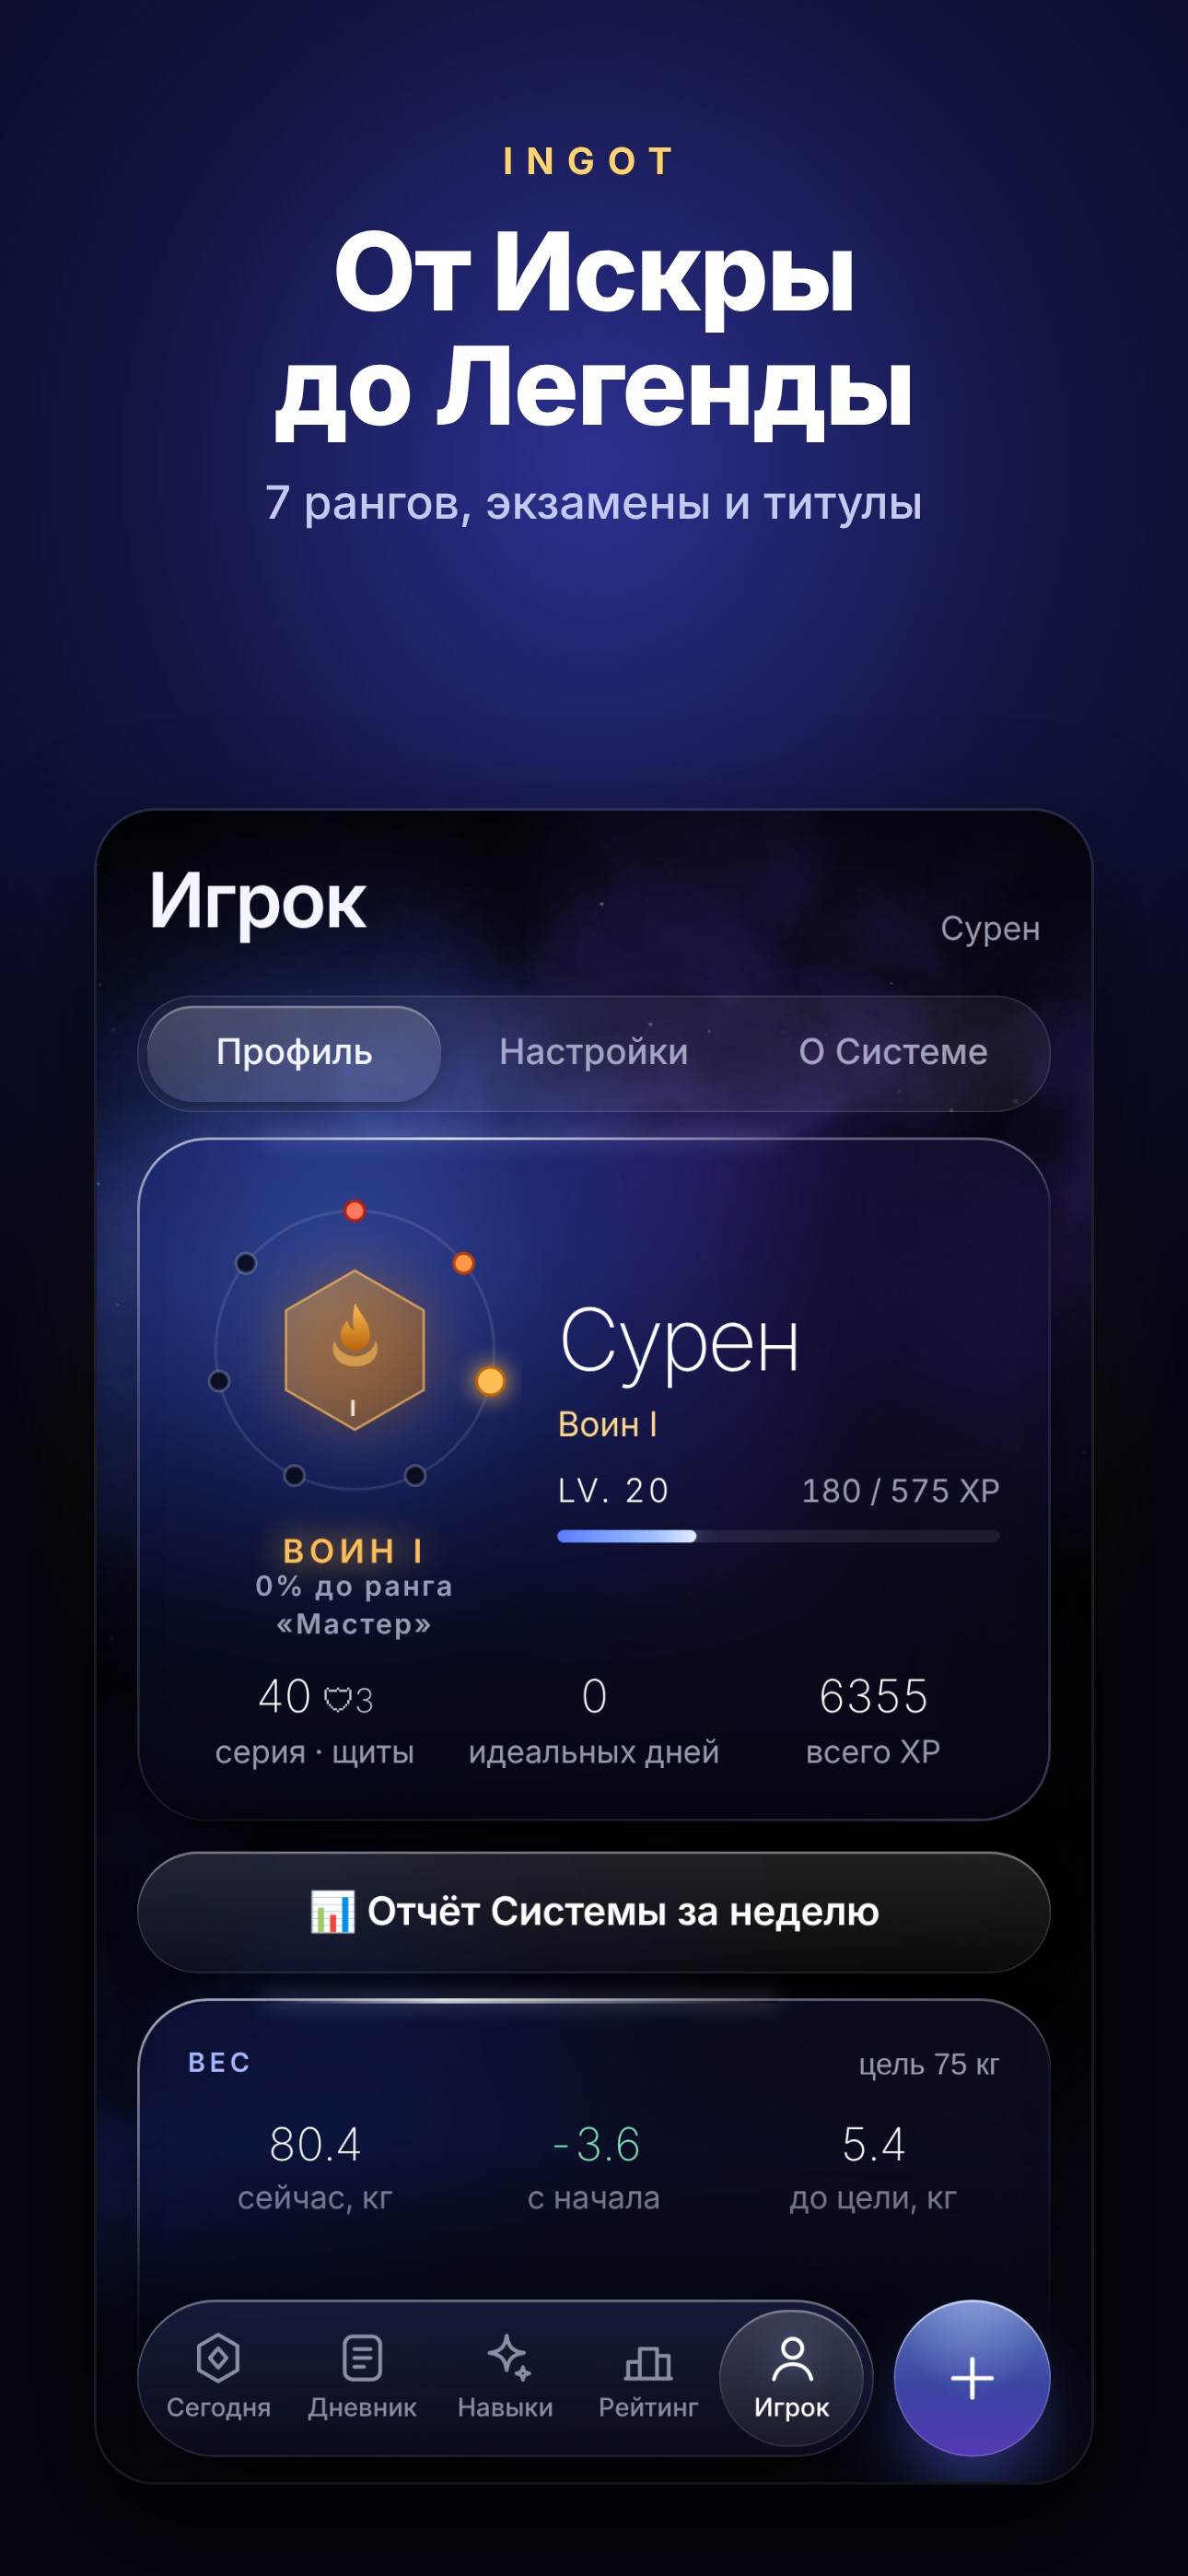 INGOT
От Искры
до Легенды
7 рангов, экзамены и титулы
Игрок
Сурен
Профиль
Настройки
О Системе
I
Сурен
Воин I
LV. 20
180 / 575 XP
ВОИН I
0% до ранга
«Мастер»
40 🛡3
серия · щиты
0
идеальных дней
6355
всего XP
📊 Отчёт Системы за неделю
ВЕС
цель 75 кг
80.4
сейчас, кг
-3.6
с начала
5.4
до цели, кг
Сегодня
Дневник
Навыки
Рейтинг
Игрок
+